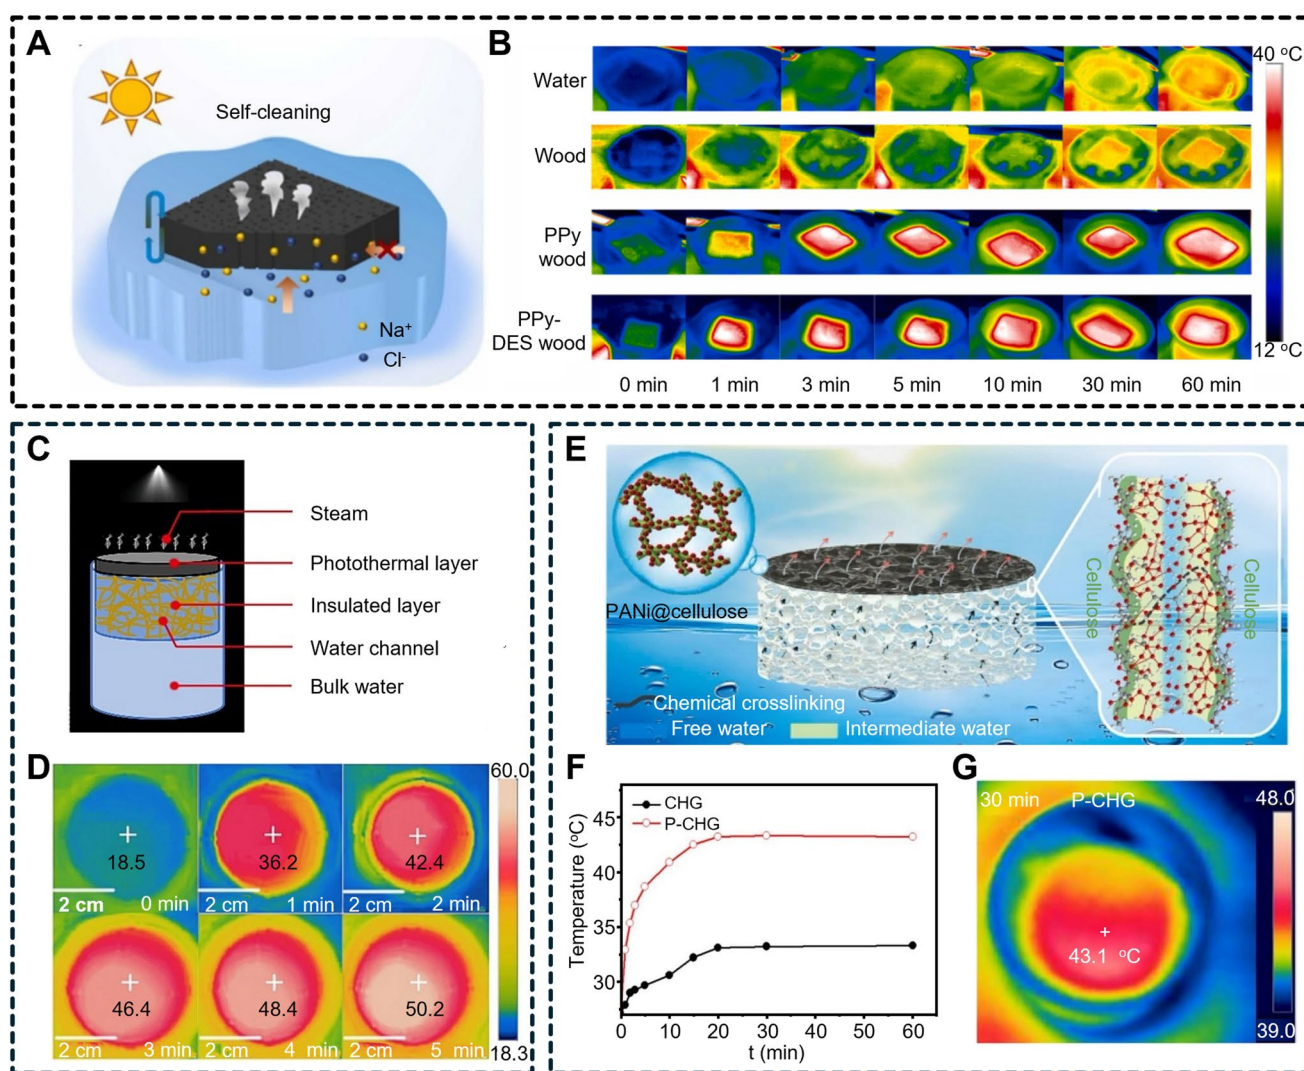 A
Self-cleaning
Na⁺
Cl⁻
B
40 °C
Water
Wood
PPy
wood
PPy-
DES wood
12 °C
0 min 1 min 3 min 5 min 10 min 30 min 60 min
C
Steam
Photothermal layer
Insulated layer
Water channel
Bulk water
D
60.0
18.5
2 cm 0 min
36.2
2 cm 1 min
42.4
2 cm 2 min
46.4
2 cm 3 min
48.4
2 cm 4 min
50.2
2 cm 5 min
18.3
E
PANi@cellulose
Cellulose
Cellulose
Chemical crosslinking
Free water Intermediate water
F
CHG
P-CHG
Temperature (°C)
45
40
35
30
0 10 20 30 40 50 60
t (min)
G
30 min P-CHG
48.0
43.1 °C
39.0